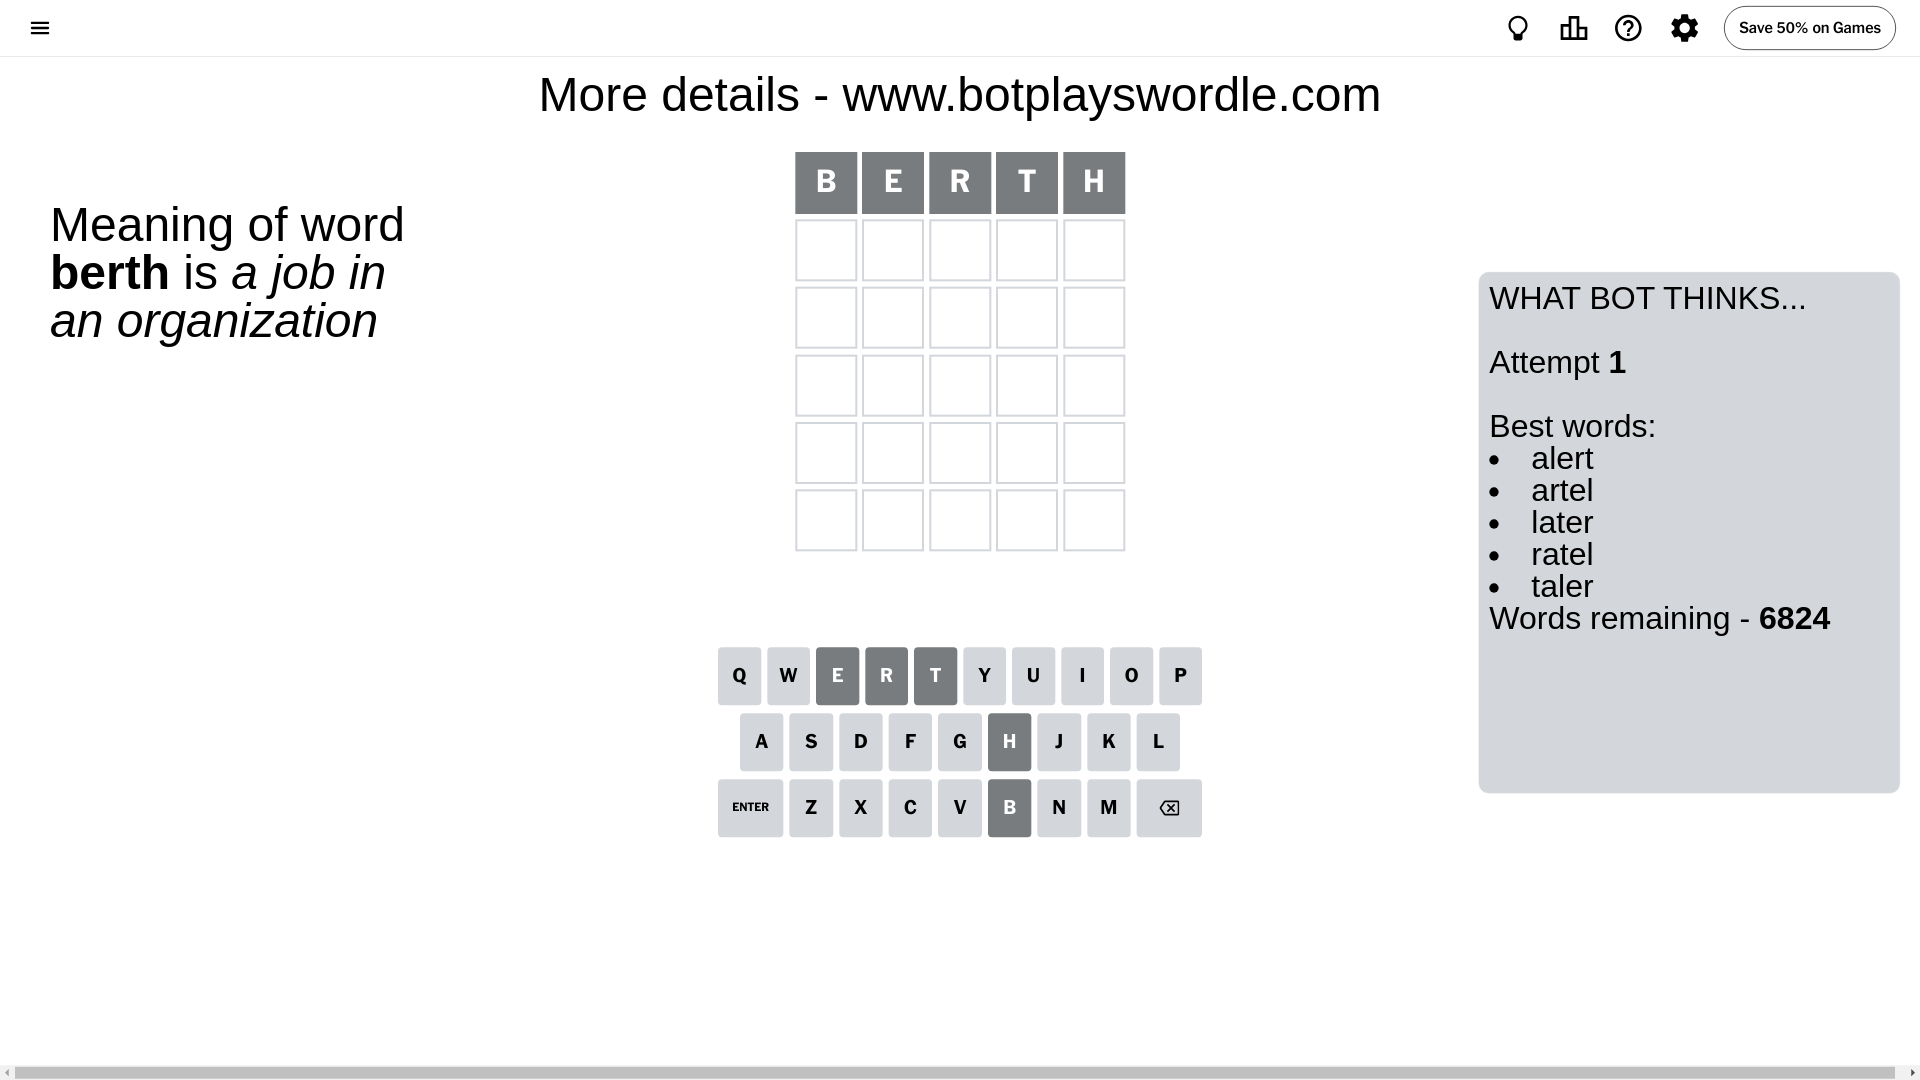 Save 50% on Games
More details - www.botplayswordle.com
B E R T H
Meaning of word
berth is a job in
an organization
WHAT BOT THINKS...
Attempt 1
Best words:
• alert
• artel
• later
• ratel
• taler
Words remaining - 6824
Q W E R T Y U I O P
A S D F G H J K L
ENTER Z X C V B N M